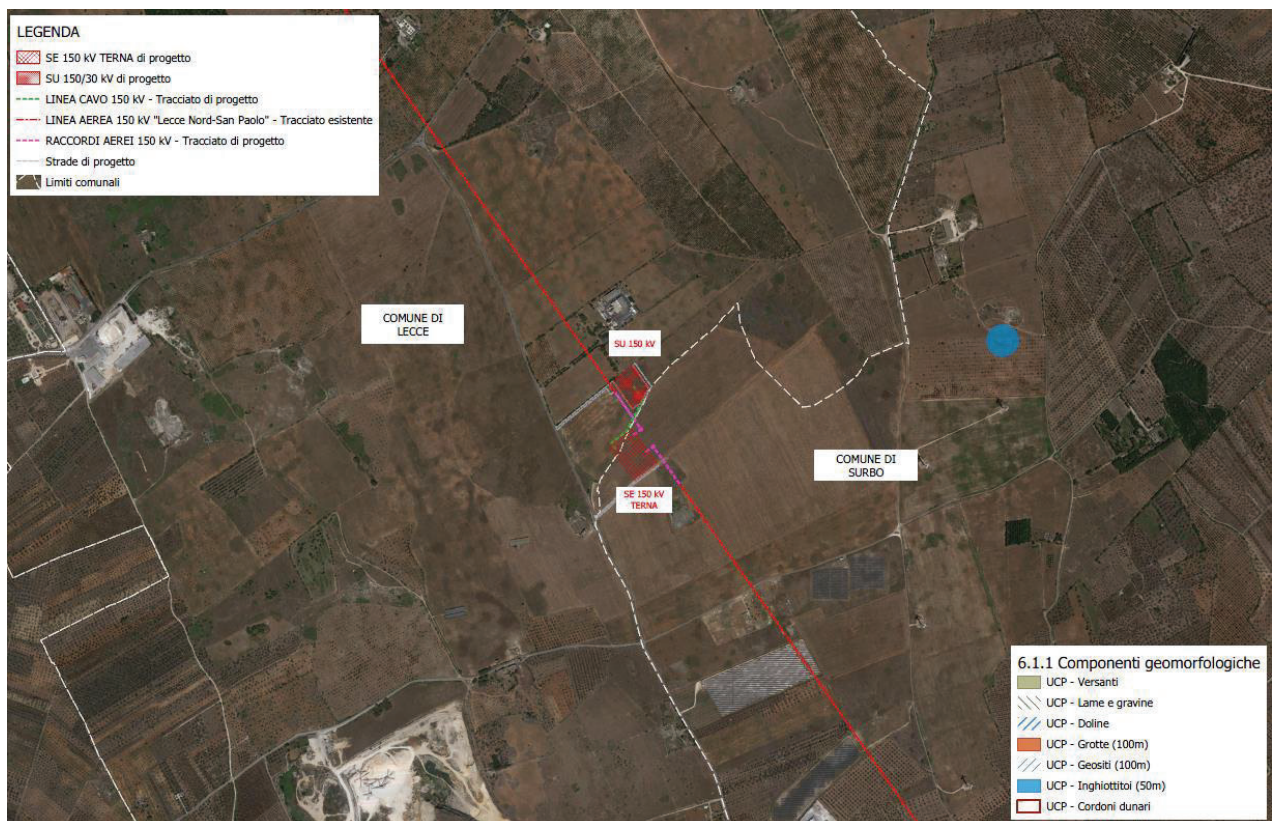 LEGENDA
SE 150 kV TERNA di progetto
SU 150/30 kV di progetto
LINEA CAVO 150 kV - Tracciato di progetto
LINEA AEREA 150 kV "Lecce Nord-San Paolo" - Tracciato esistente
RACCORDI AEREI 150 kV - Tracciato di progetto
Strade di progetto
Limiti comunali
COMUNE DI
LECCE
SU 150 kV
COMUNE DI
SURBO
SE 150 kV
TERNA
6.1.1 Componenti geomorfologiche
UCP - Versanti
UCP - Lame e gravine
UCP - Doline
UCP - Grotte (100m)
UCP - Geositi (100m)
UCP - Inghiottitoi (50m)
UCP - Cordoni dunari